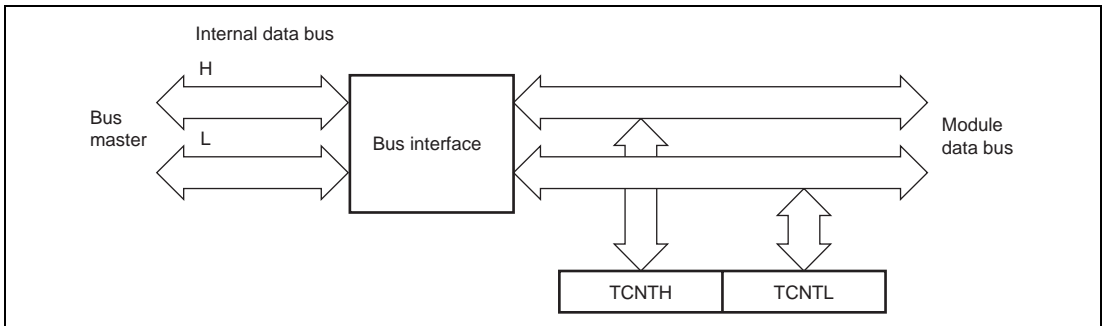 Internal data bus
H
Bus
master
L
Bus interface
Module
data bus
TCNTH
TCNTL